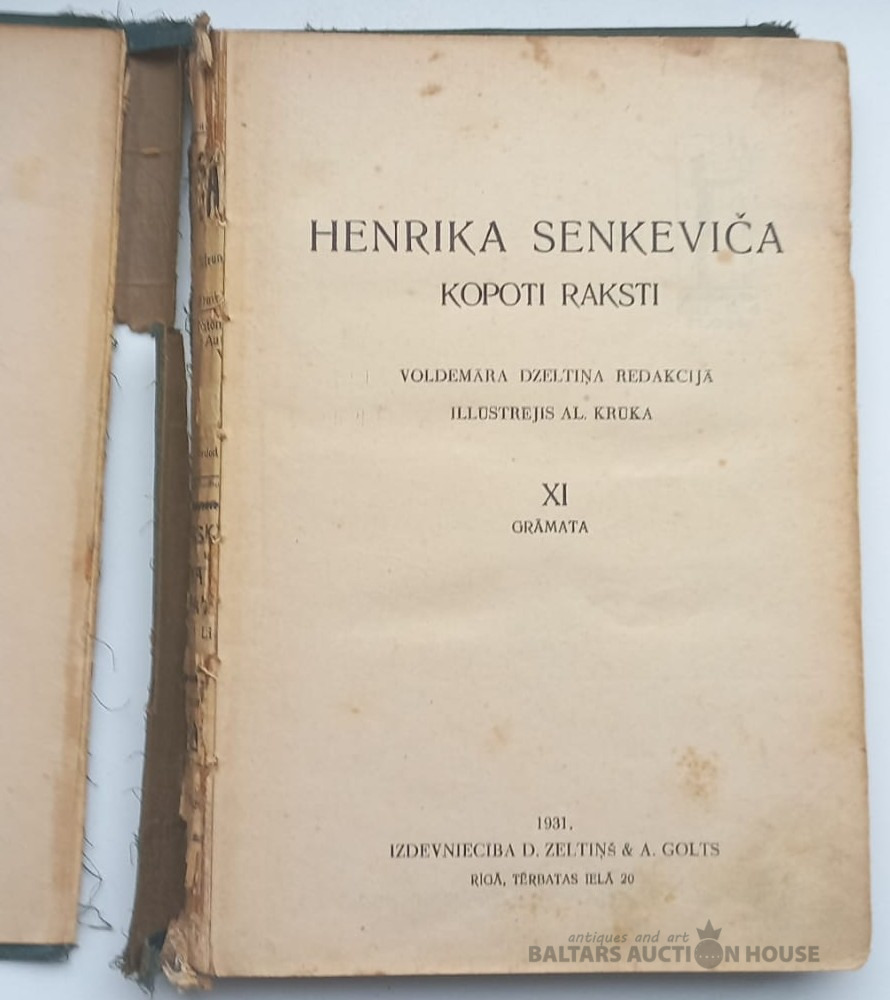 HENRIKA SENKEVIČA
KOPOTI RAKSTI
VOLDEMĀRA DZELTIŅA REDAKCIJĀ
ILLŪSTREJIS AL. KRŪKA
XI
GRĀMATA
1931.
IZDEVNIECĪBA D. ZELTIŅŠ & A. GOLTS
RĪGĀ, TĒRBATAS IELĀ 20
antiques and art
BALTARS AUCTION HOUSE